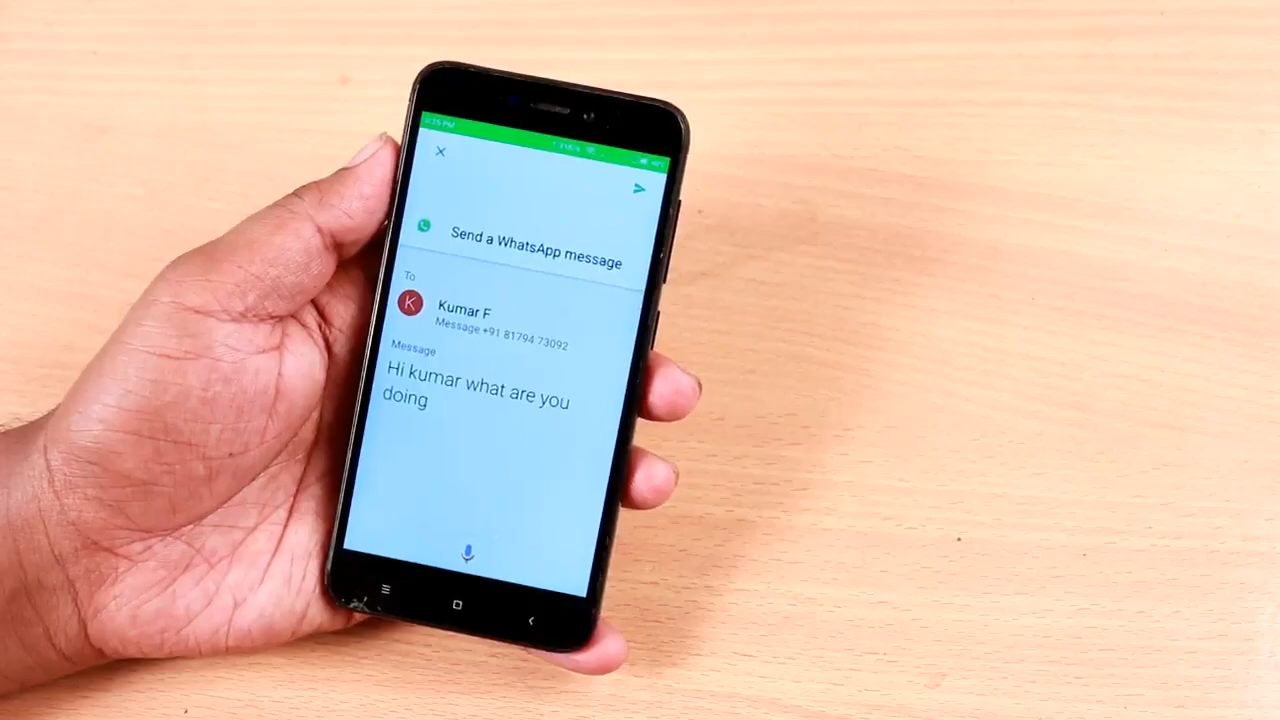 Send a WhatsApp message
To
K
Kumar F
Message +91 81794 73092
Message
Hi kumar what are you
doing